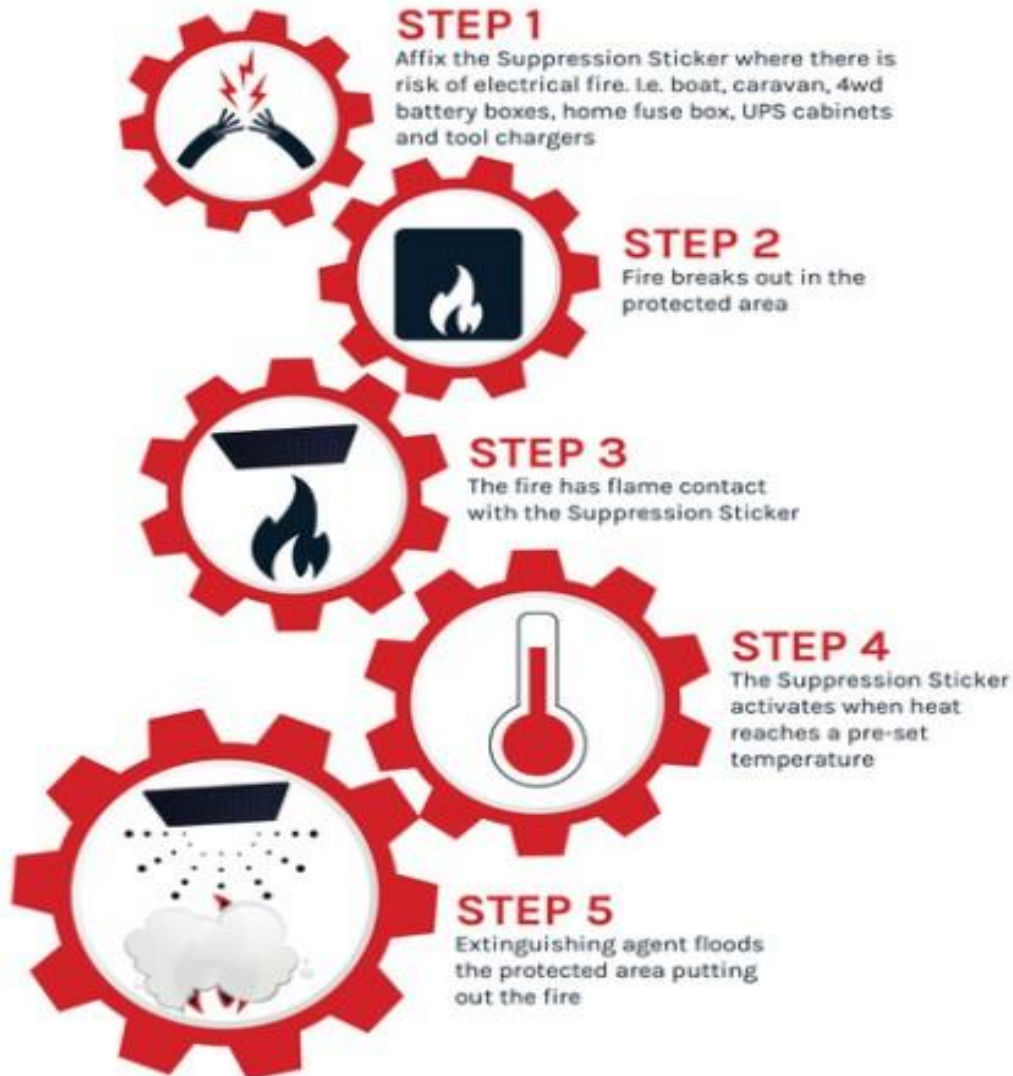 STEP 1
Affix the Suppression Sticker where there is
risk of electrical fire. I.e. boat, caravan, 4wd
battery boxes, home fuse box, UPS cabinets
and tool chargers
STEP 2
Fire breaks out in the
protected area
STEP 3
The fire has flame contact
with the Suppression Sticker
STEP 4
The Suppression Sticker
activates when heat
reaches a pre-set
temperature
STEP 5
Extinguishing agent floods
the protected area putting
out the fire